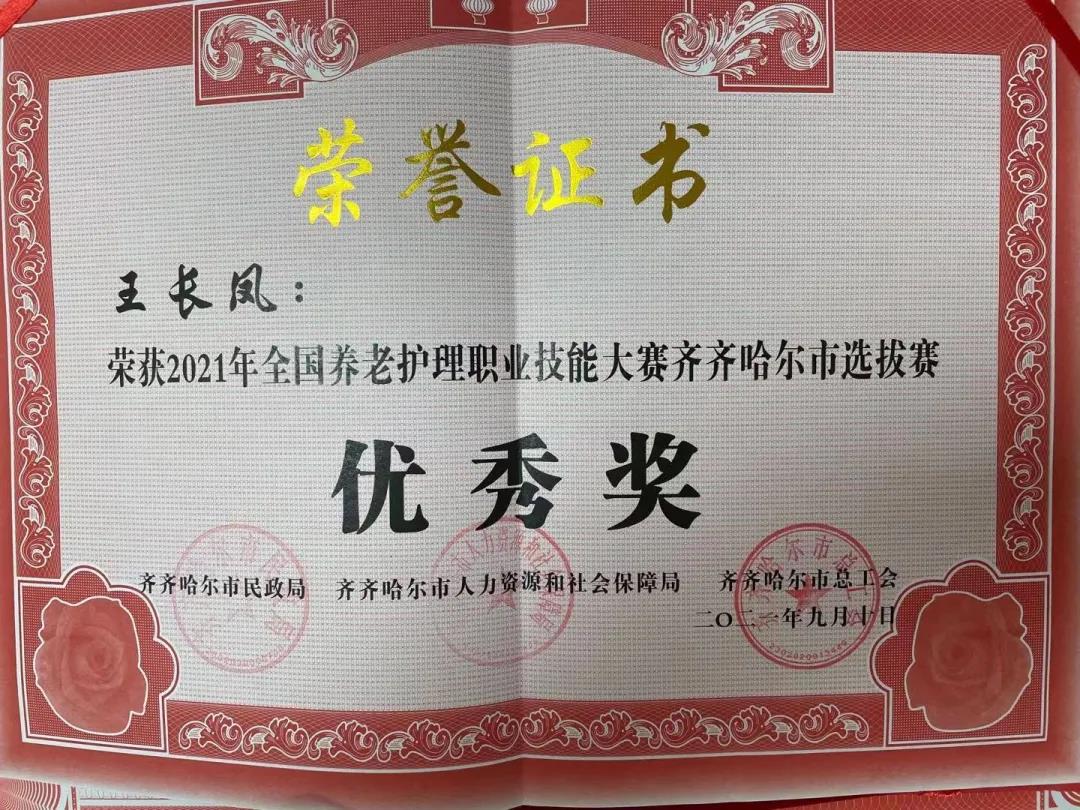 荣誉证书
王长凤：
荣获2021年全国养老护理职业技能大赛齐齐哈尔市选拔赛
优秀奖
齐齐哈尔市民政局 齐齐哈尔市人力资源和社会保障局 齐齐哈尔市总工会
二〇二一年九月十日